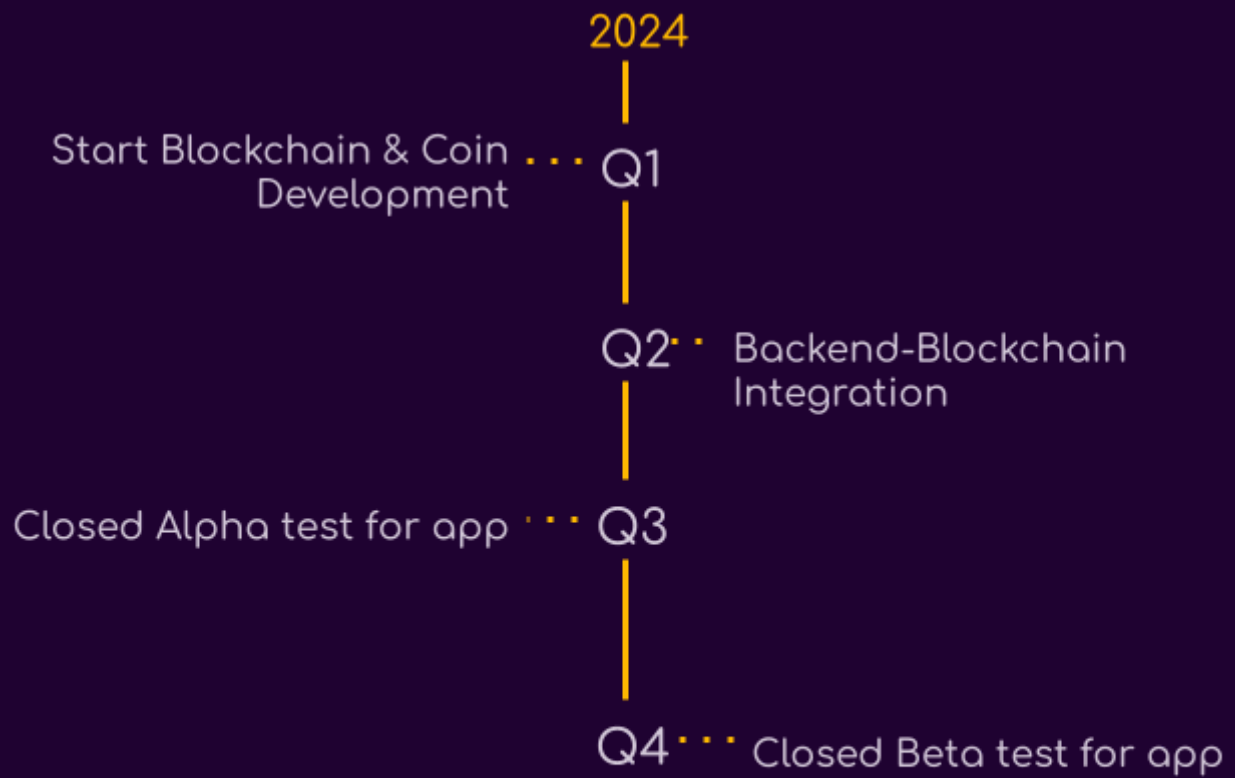 2024
Start Blockchain & Coin
Development
Q1
Q2
Backend-Blockchain
Integration
Closed Alpha test for app
Q3
Q4
Closed Beta test for app